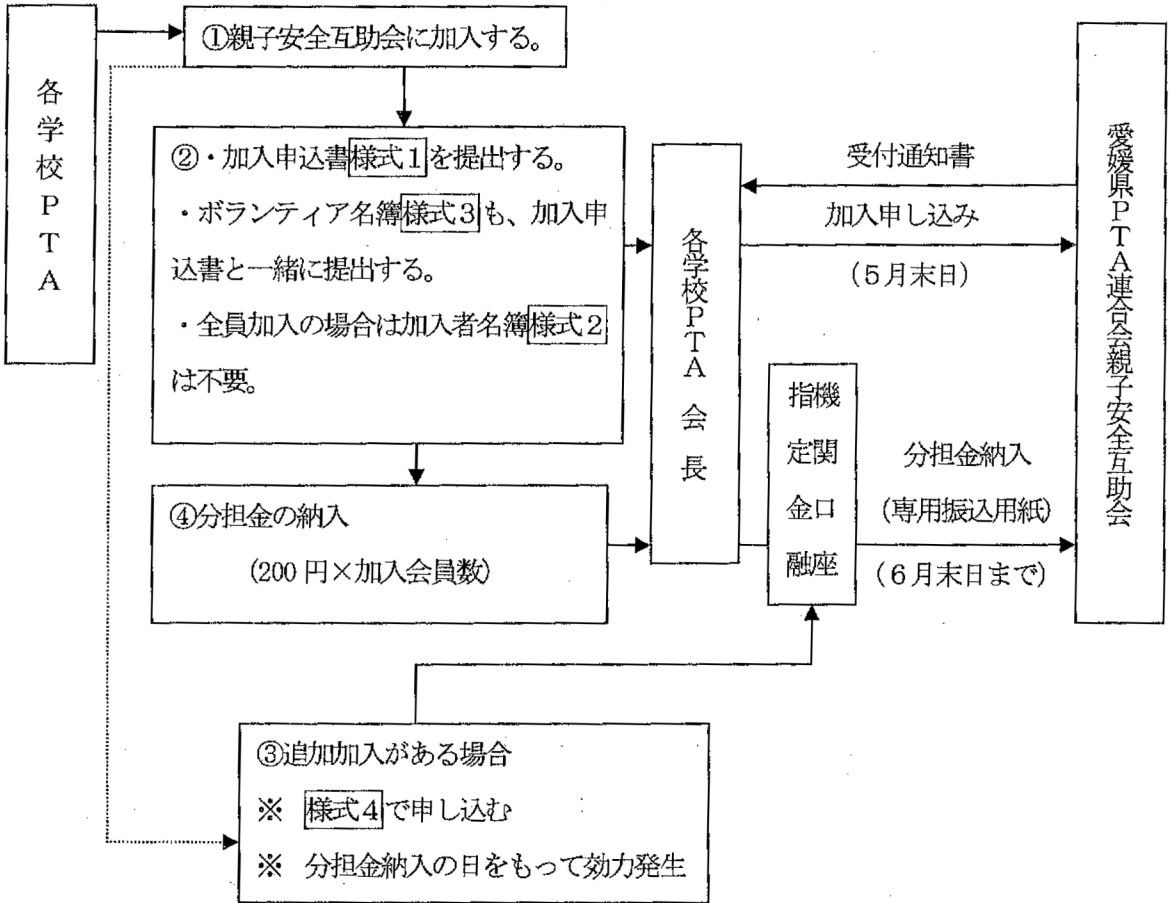 各学校PTA
①親子安全互助会に加入する。
②・加入申込書様式1を提出する。
・ボランティア名簿様式3も、加入申
込書と一緒に提出する。
・全員加入の場合は加入者名簿様式2
は不要。
④分担金の納入
(200円×加入会員数)
各学校PTA会長
受付通知書
加入申し込み
(5月末日)
指定金融
機関口座
分担金納入
(専用振込用紙)
(6月末日まで)
愛媛県PTA連合会親子安全互助会
③追加加入がある場合
※ 様式4で申し込む
※ 分担金納入の日をもって効力発生